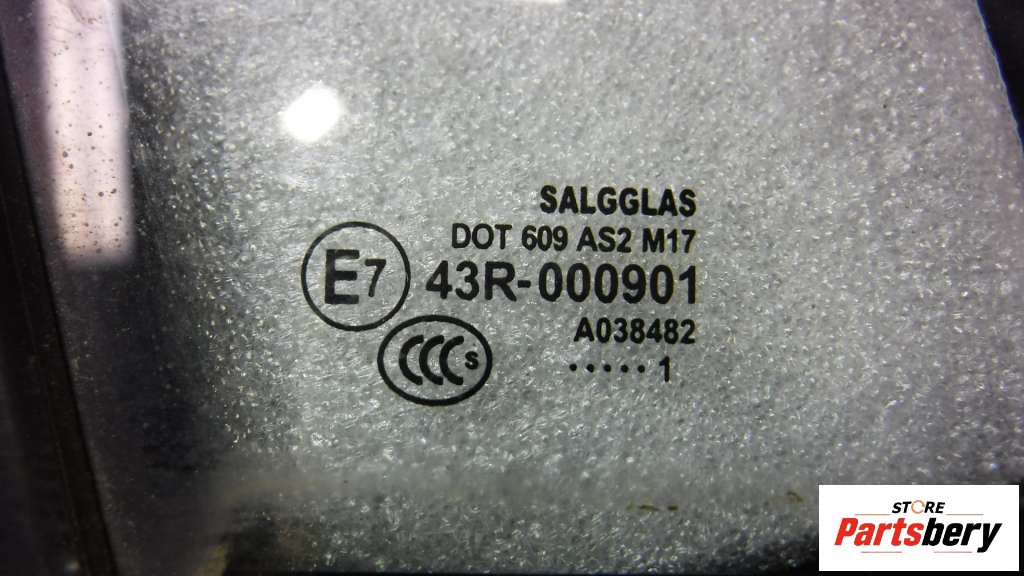 SALGGLAS
DOT 609 AS2 M17
E7 43R-000901
A038482
CCCS
·····1
STORE
Partsbery